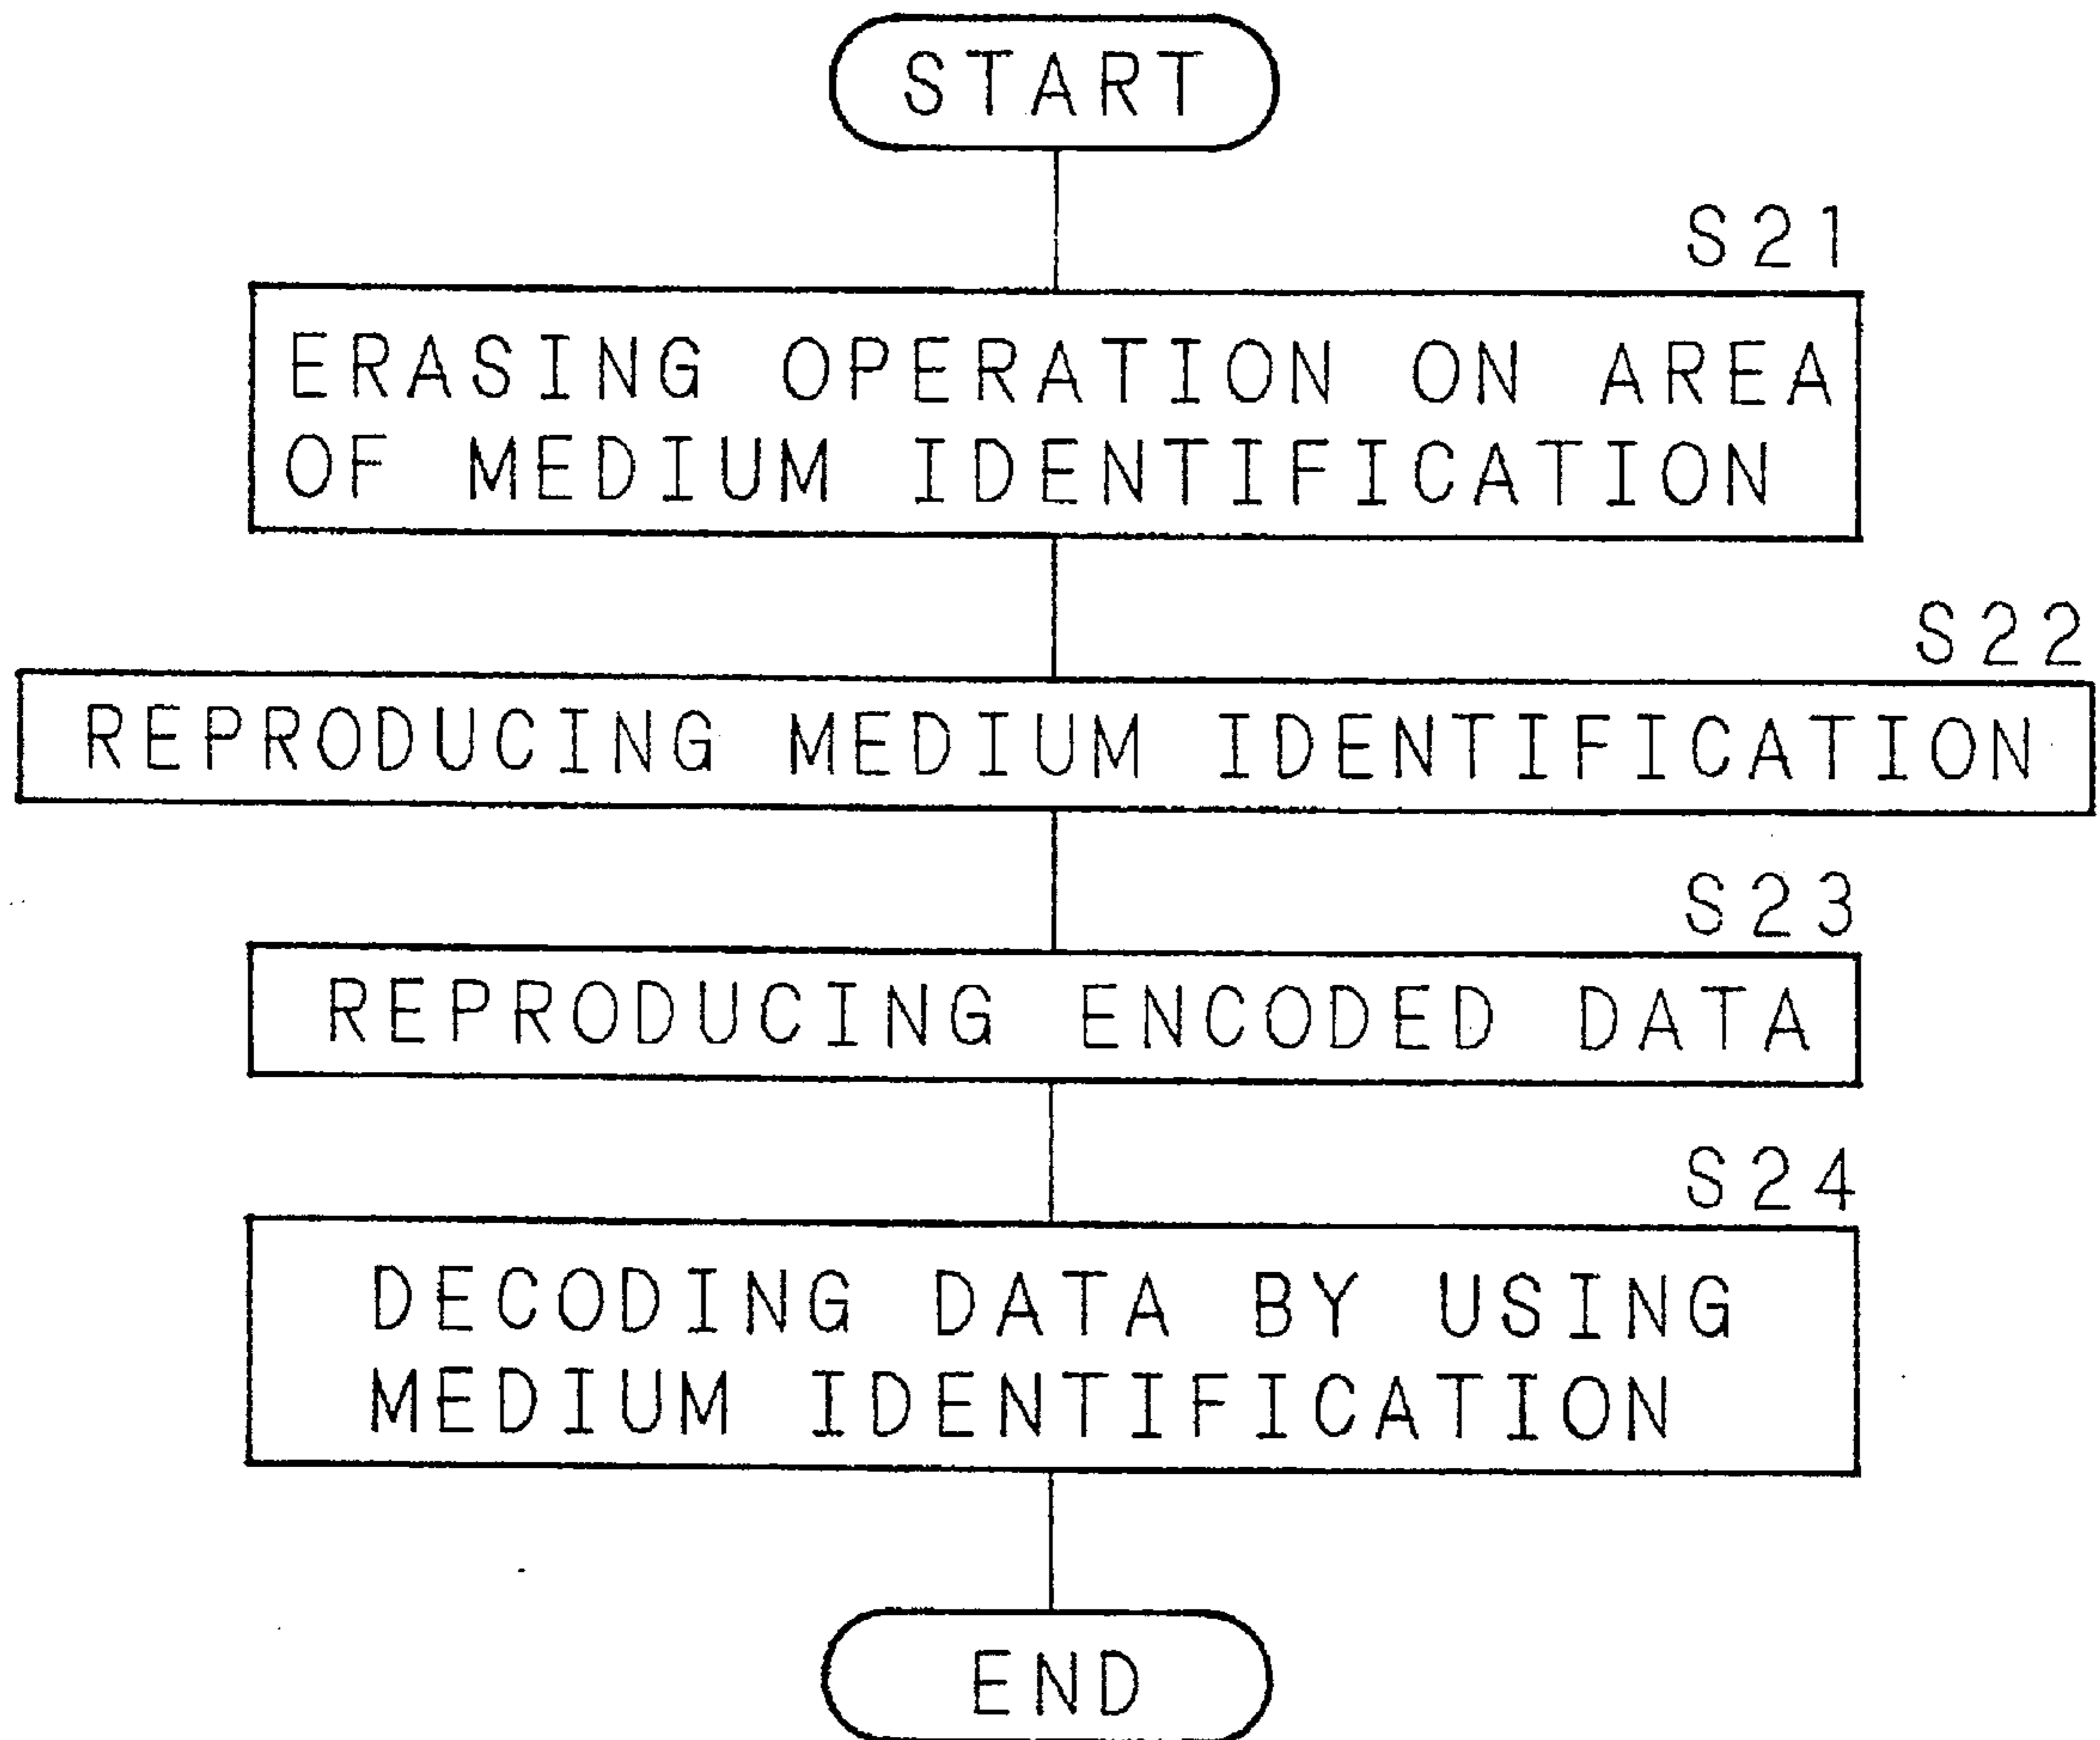 START
S21
ERASING OPERATION ON AREA
OF MEDIUM IDENTIFICATION
S22
REPRODUCING MEDIUM IDENTIFICATION
S23
REPRODUCING ENCODED DATA
S24
DECODING DATA BY USING
MEDIUM IDENTIFICATION
END